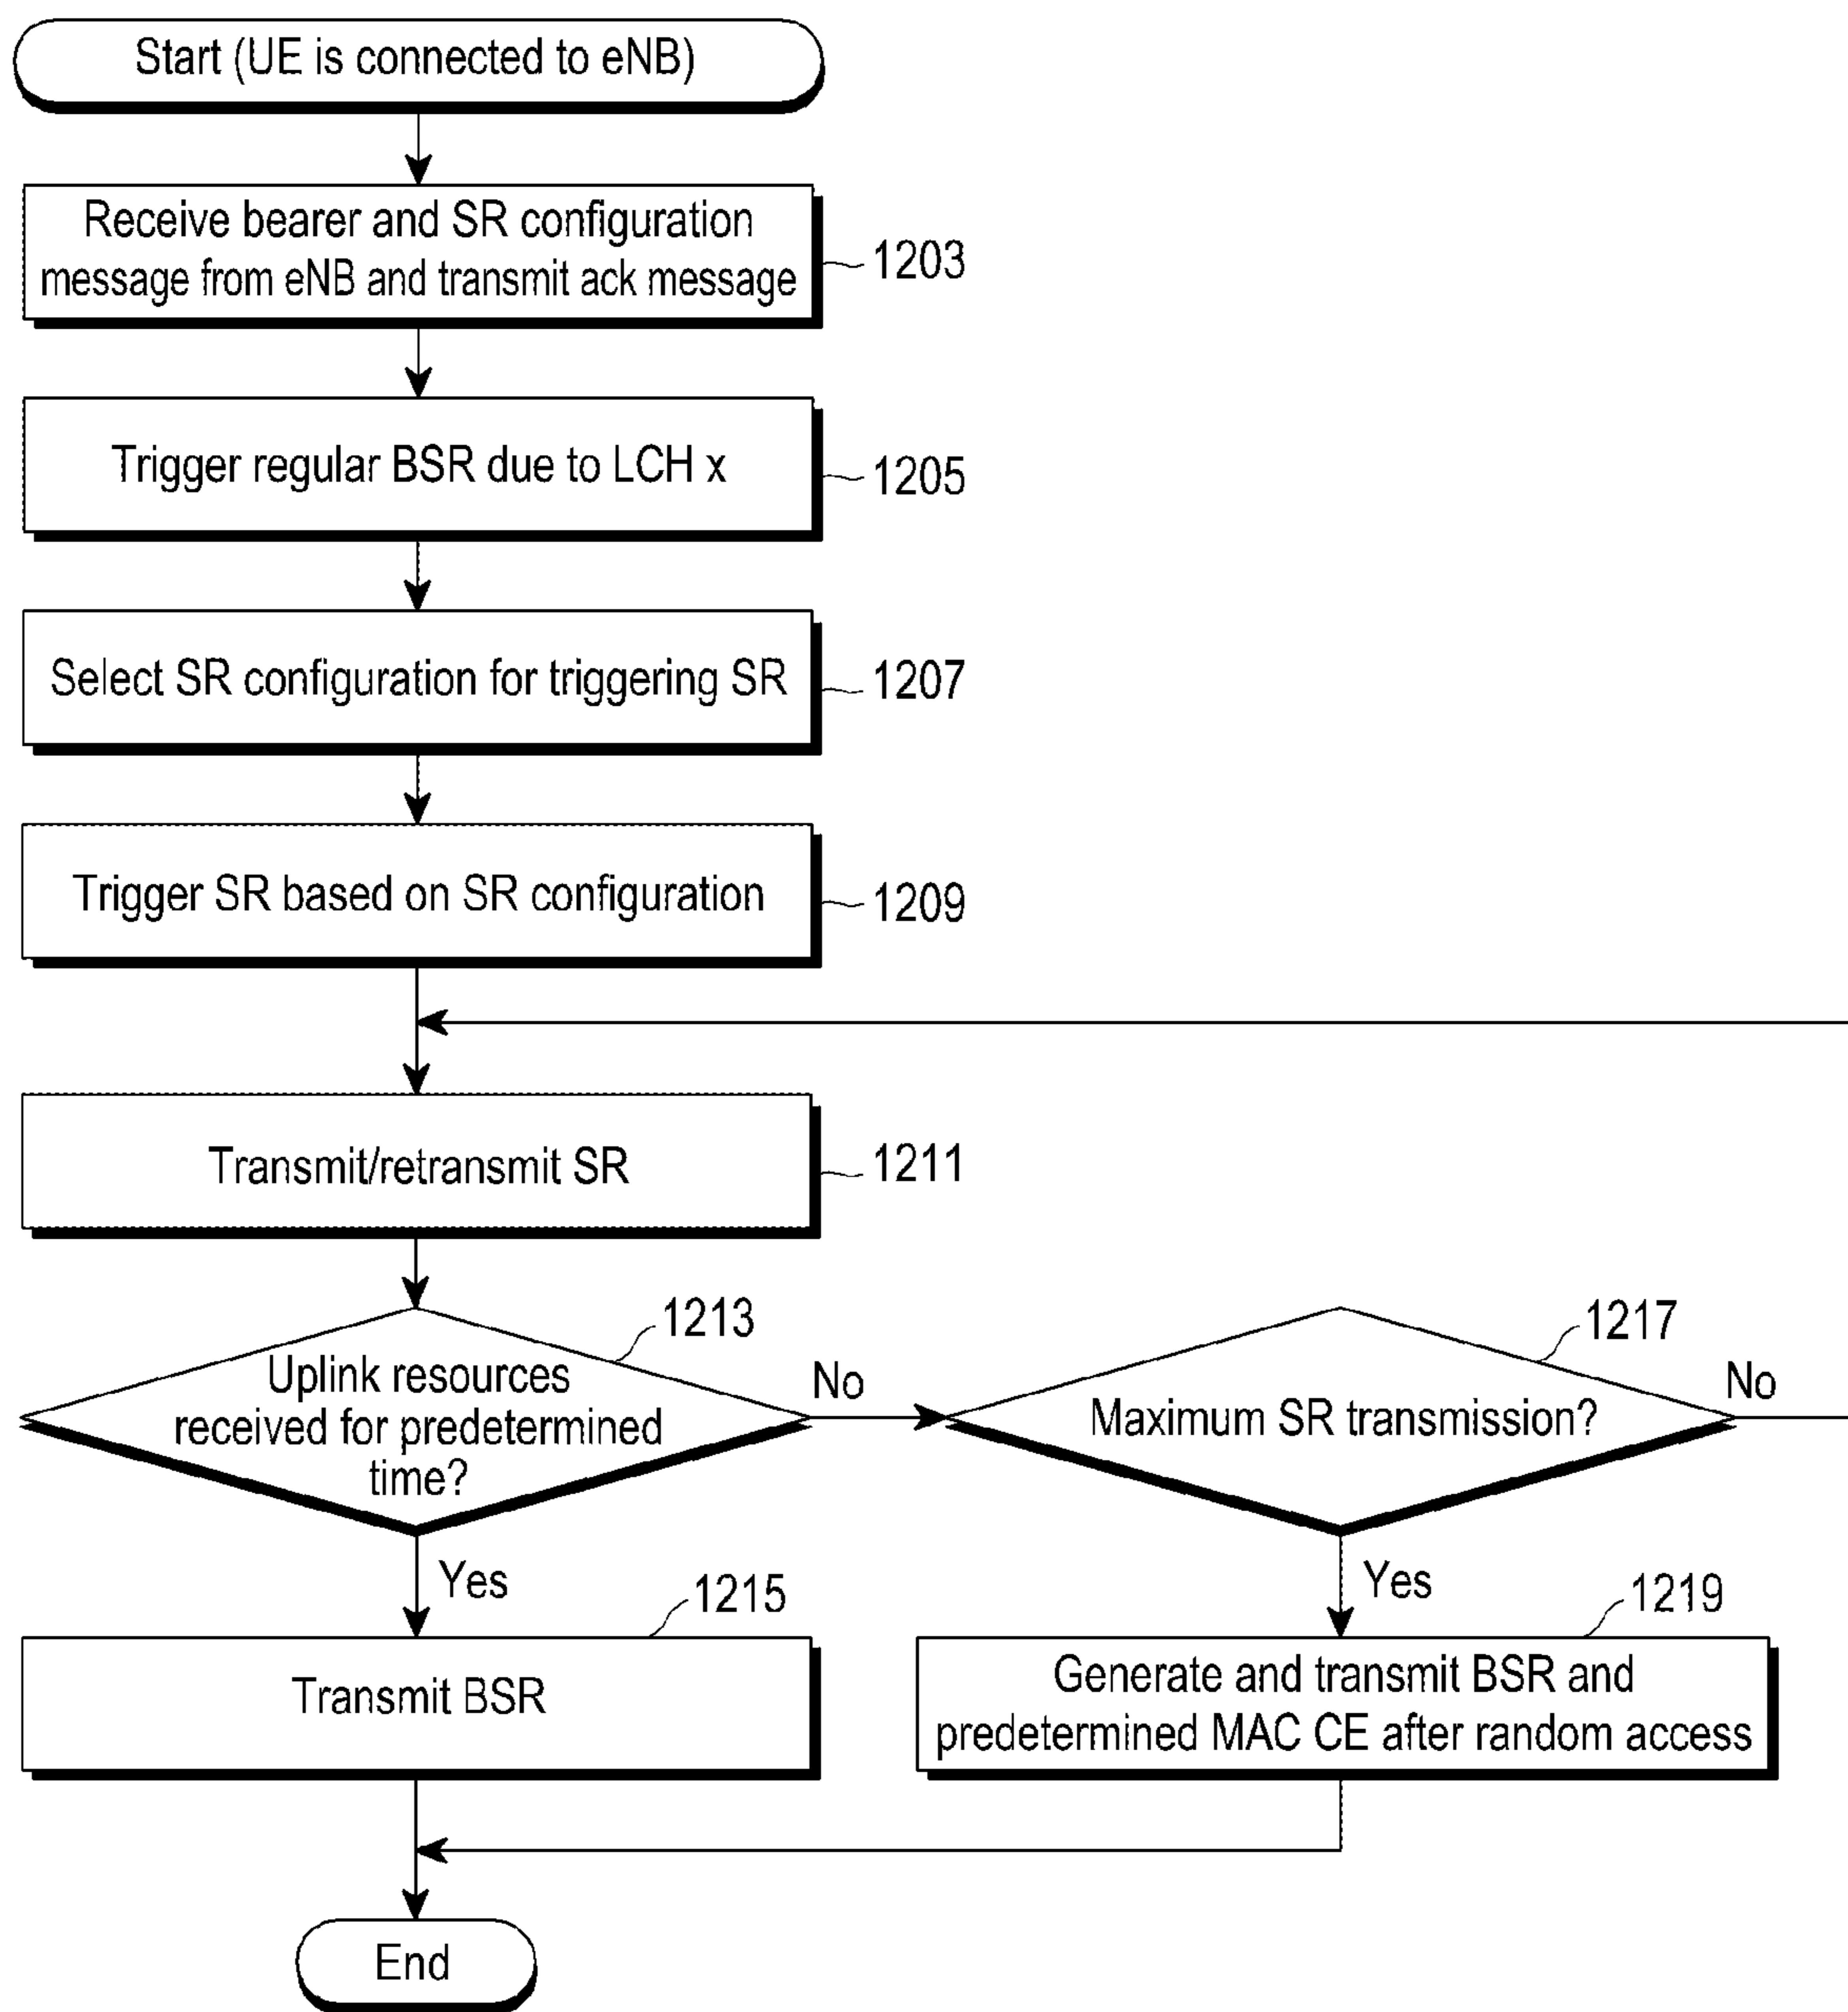 Start (UE is connected to eNB)
Receive bearer and SR configuration
message from eNB and transmit ack message
1203
Trigger regular BSR due to LCH x
1205
Select SR configuration for triggering SR
1207
Trigger SR based on SR configuration
1209
Transmit/retransmit SR
1211
1213
Uplink resources
received for predetermined
time?
No
1217
Maximum SR transmission?
No
Yes
1215
Transmit BSR
Yes
1219
Generate and transmit BSR and
predetermined MAC CE after random access
End